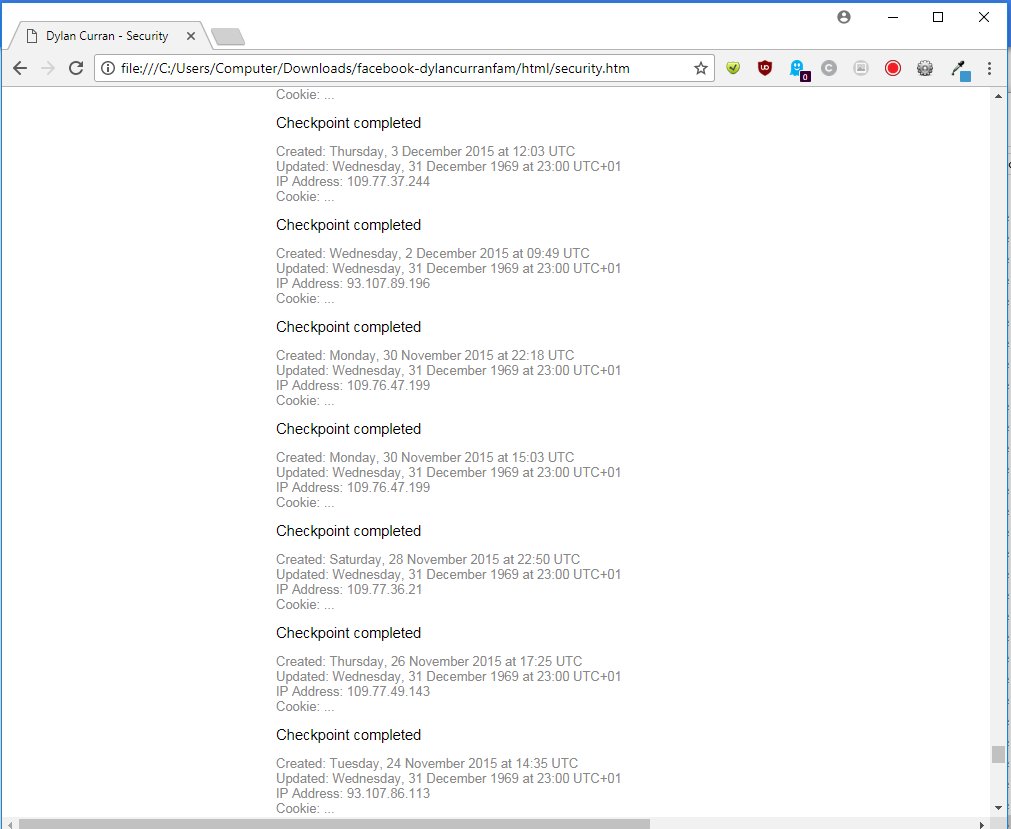 Dylan Curran - Security
file:///C:/Users/Computer/Downloads/facebook-dylancurranfam/html/security.htm
Cookie: ...
Checkpoint completed
Created: Thursday, 3 December 2015 at 12:03 UTC
Updated: Wednesday, 31 December 1969 at 23:00 UTC+01
IP Address: 109.77.37.244
Cookie: ...
Checkpoint completed
Created: Wednesday, 2 December 2015 at 09:49 UTC
Updated: Wednesday, 31 December 1969 at 23:00 UTC+01
IP Address: 93.107.89.196
Cookie: ...
Checkpoint completed
Created: Monday, 30 November 2015 at 22:18 UTC
Updated: Wednesday, 31 December 1969 at 23:00 UTC+01
IP Address: 109.76.47.199
Cookie: ...
Checkpoint completed
Created: Monday, 30 November 2015 at 15:03 UTC
Updated: Wednesday, 31 December 1969 at 23:00 UTC+01
IP Address: 109.76.47.199
Cookie: ...
Checkpoint completed
Created: Saturday, 28 November 2015 at 22:50 UTC
Updated: Wednesday, 31 December 1969 at 23:00 UTC+01
IP Address: 109.77.36.21
Cookie: ...
Checkpoint completed
Created: Thursday, 26 November 2015 at 17:25 UTC
Updated: Wednesday, 31 December 1969 at 23:00 UTC+01
IP Address: 109.77.49.143
Cookie: ...
Checkpoint completed
Created: Tuesday, 24 November 2015 at 14:35 UTC
Updated: Wednesday, 31 December 1969 at 23:00 UTC+01
IP Address: 93.107.86.113
Cookie: ...